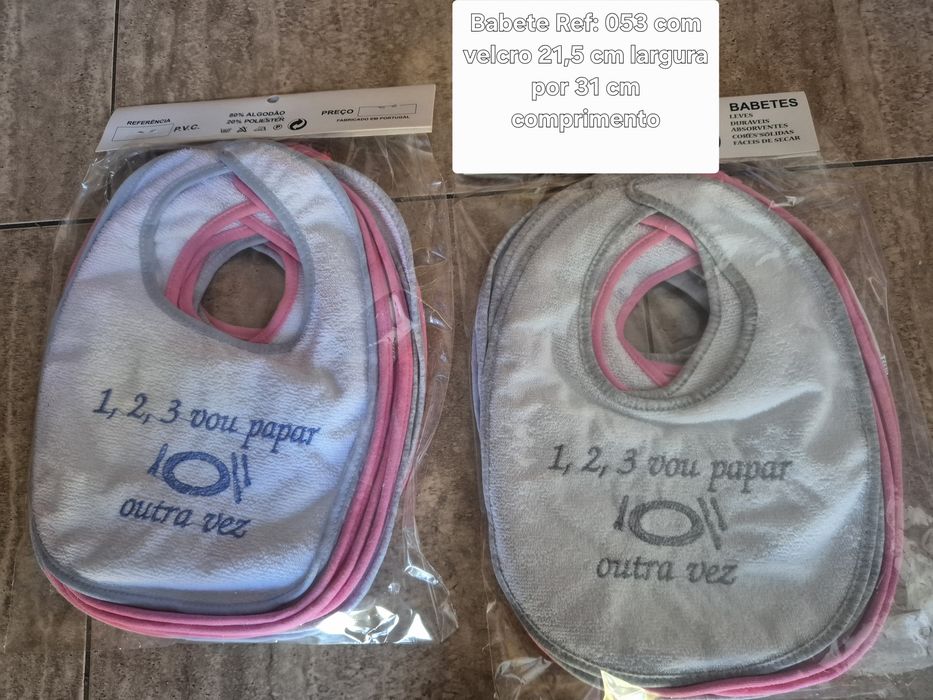 Babete Ref: 053 com
velcro 21,5 cm largura
por 31 cm
comprimento
REFERÊNCIA
P.V.C.
80% ALGODÃO
20% POLIESTER
PREÇO
FABRICADO EM PORTUGAL
BABETES
LEVES
DURAVEIS
ABSORVENTES
CORES SÓLIDAS
FÁCEIS DE SECAR
1, 2, 3 vou papar
outra vez
1, 2, 3 vou papar
outra vez